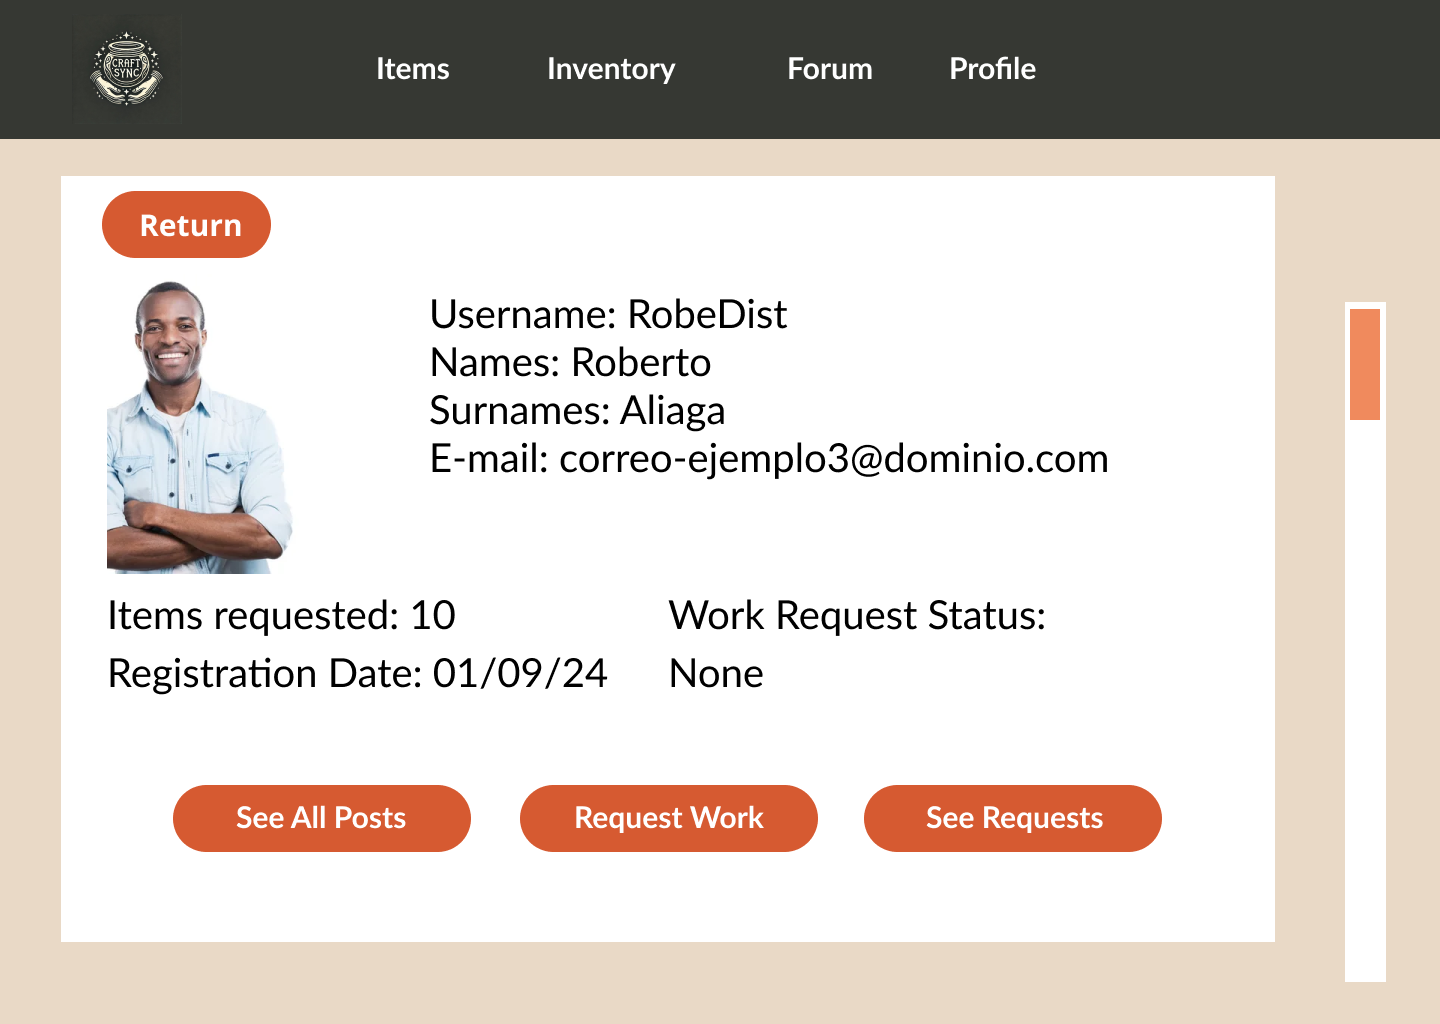 CRAFT
SYNC
Items
Inventory
Forum
Profile
Return
Username: RobeDist
Names: Roberto
Surnames: Aliaga
E-mail: correo-ejemplo3@dominio.com
Items requested: 10
Registration Date: 01/09/24
Work Request Status:
None
See All Posts
Request Work
See Requests